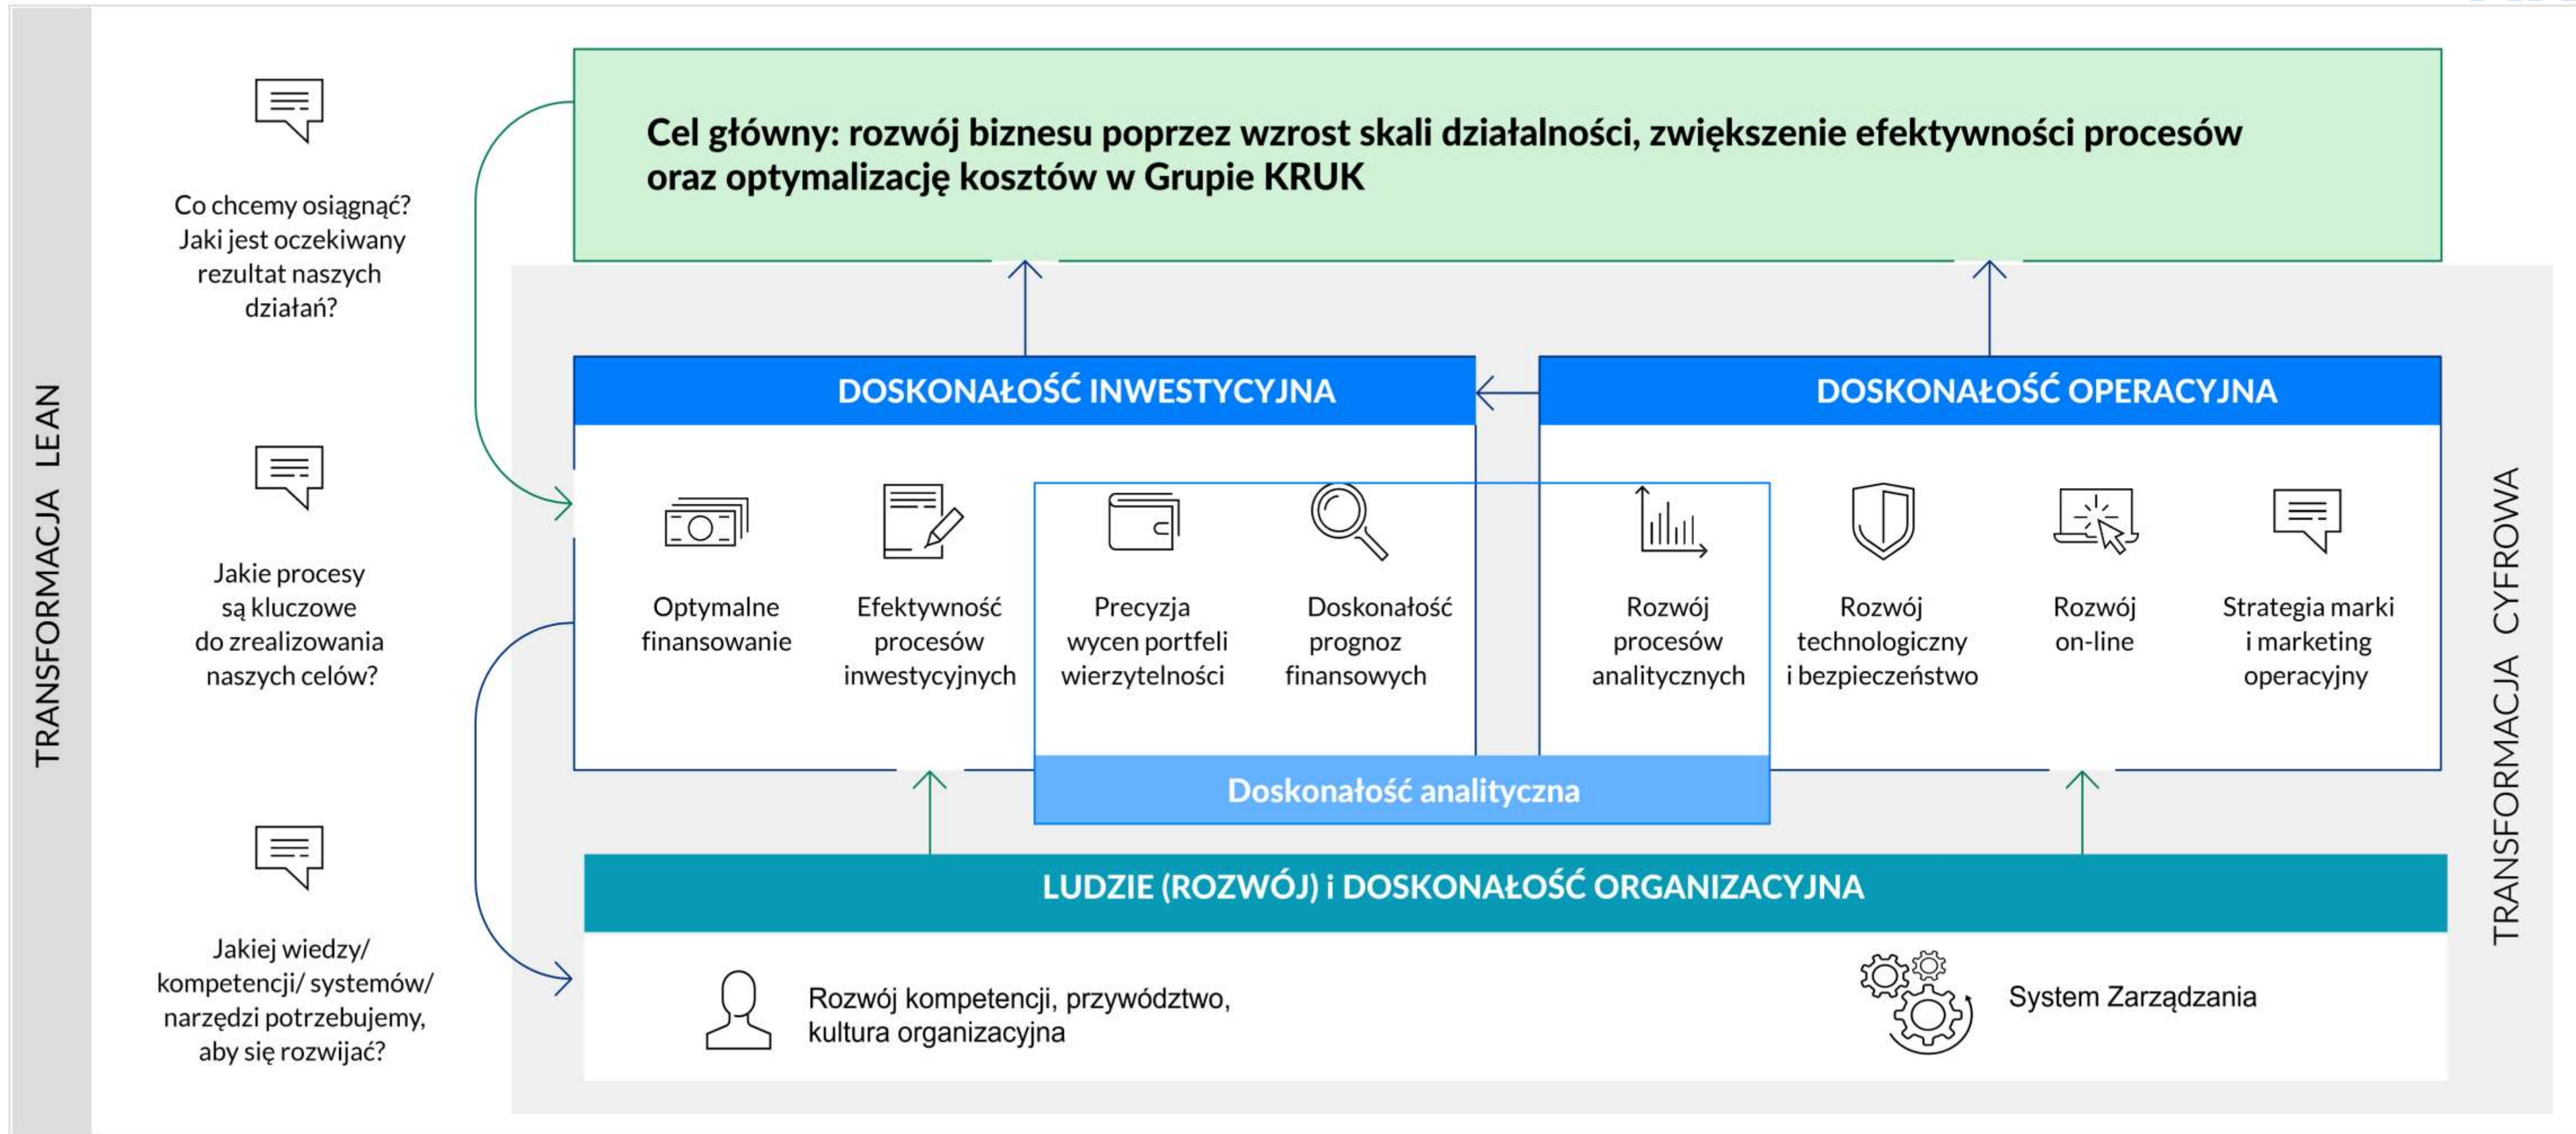 TRANSFORMACJA LEAN
Co chcemy osiągnąć?
Jaki jest oczekiwany
rezultat naszych
działań?
Cel główny: rozwój biznesu poprzez wzrost skali działalności, zwiększenie efektywności procesów
oraz optymalizację kosztów w Grupie KRUK
Jakie procesy
są kluczowe
do zrealizowania
naszych celów?
DOSKONAŁOŚĆ INWESTYCYJNA
Optymalne
finansowanie
Efektywność
procesów
inwestycyjnych
Precyzja
wycen portfeli
wierzytelności
Doskonałość
prognoz
finansowych
DOSKONAŁOŚĆ OPERACYJNA
Rozwój
procesów
analitycznych
Rozwój
technologiczny
i bezpieczeństwo
Rozwój
on-line
Strategia marki
i marketing
operacyjny
Doskonałość analityczna
Jakiej wiedzy/
kompetencji/ systemów/
narzędzi potrzebujemy,
aby się rozwijać?
LUDZIE (ROZWÓJ) i DOSKONAŁOŚĆ ORGANIZACYJNA
Rozwój kompetencji, przywództwo,
kultura organizacyjna
System Zarządzania
TRANSFORMACJA CYFROWA